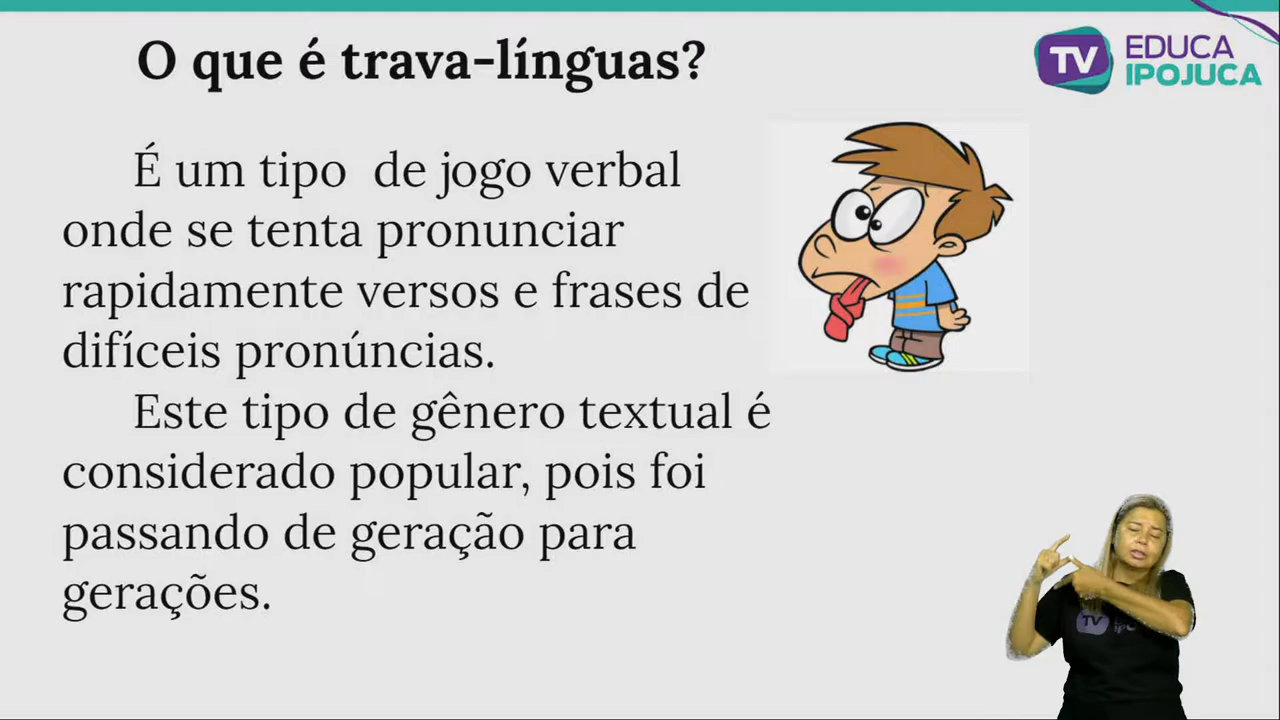 O que é trava-línguas?
TV EDUCA
IPOJUCA
É um tipo de jogo verbal
onde se tenta pronunciar
rapidamente versos e frases de
difíceis pronúncias.
Este tipo de gênero textual é
considerado popular, pois foi
passando de geração para
gerações.
TV